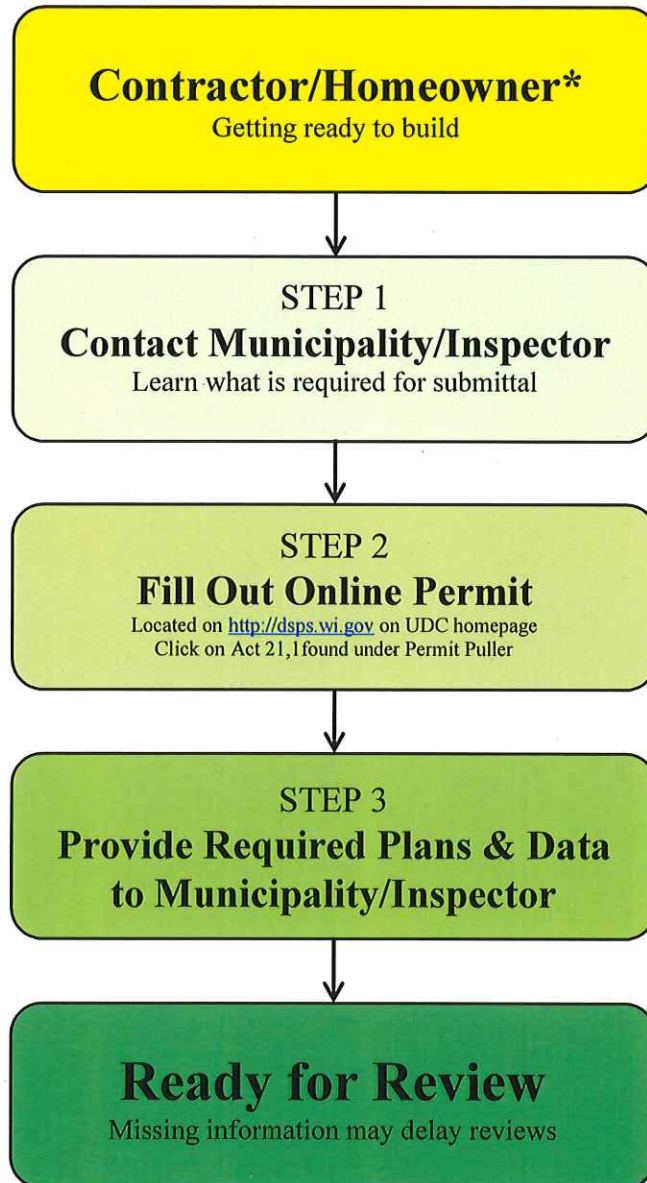 Contractor/Homeowner*
Getting ready to build
STEP 1
Contact Municipality/Inspector
Learn what is required for submittal
STEP 2
Fill Out Online Permit
Located on http://dsps.wi.gov on UDC homepage
Click on Act 21,1found under Permit Puller
STEP 3
Provide Required Plans & Data
to Municipality/Inspector
Ready for Review
Missing information may delay reviews